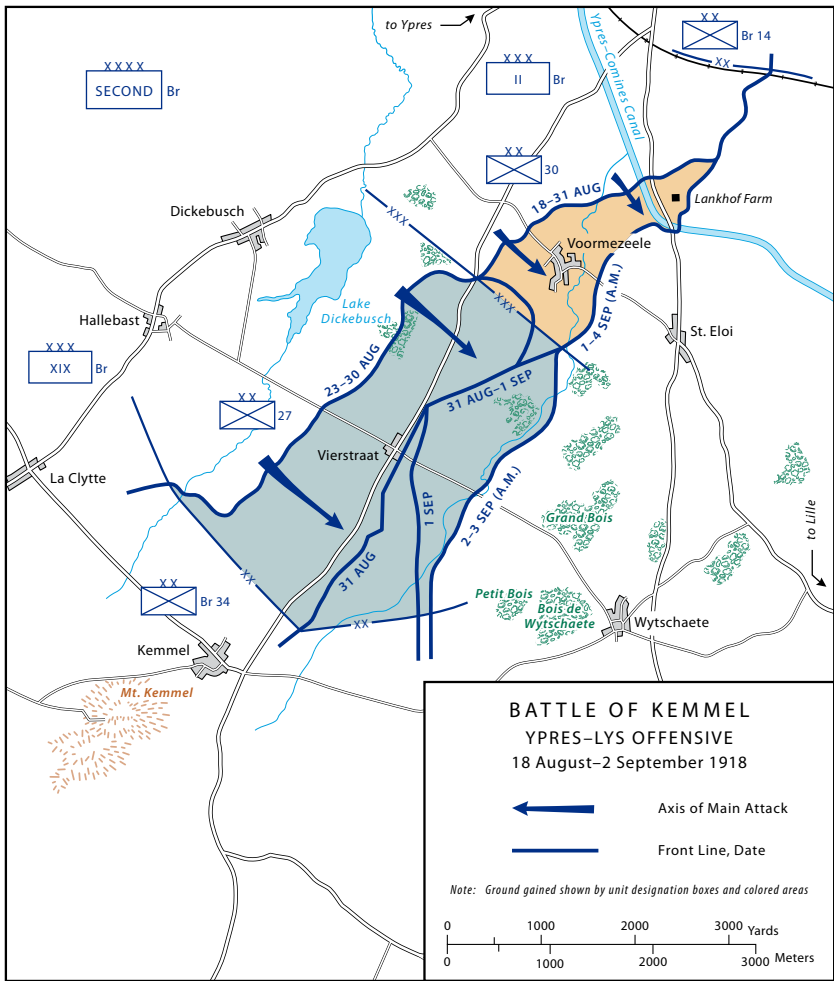 to Ypres
XX
Br 14
XXXX
SECOND Br
XXX
II Br
Ypres–Comines Canal
XX
XX
30
Lankhof Farm
18–31 AUG
Dickebusch
XXX
Voormezeele
Lake
Dickebusch
XXX
1–4 SEP (A.M.)
Hallebast
St. Eloi
XXX
XIX Br
23–30 AUG
31 AUG–1 SEP
XX
27
Vierstraat
La Clytte
1 SEP
2–3 SEP (A.M.)
Grand Bois
to Lille
31 AUG
XX
XX
Br 34
XX
Petit Bois
Bois de
Wytschaete
Wytschaete
Kemmel
Mt. Kemmel
BATTLE OF KEMMEL
YPRES–LYS OFFENSIVE
18 August–2 September 1918
Axis of Main Attack
Front Line, Date
Note: Ground gained shown by unit designation boxes and colored areas
0 1000 2000 3000 Yards
0 1000 2000 3000 Meters